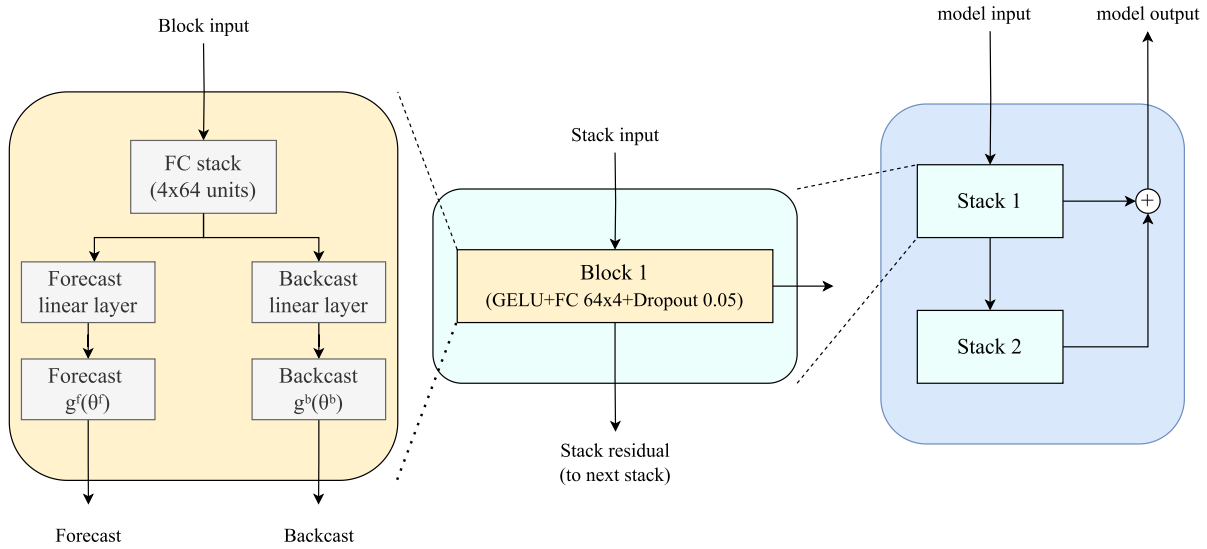 Block input
FC stack
(4x64 units)
Forecast
linear layer
Backcast
linear layer
Forecast
gᶠ(θᶠ)
Backcast
gᵇ(θᵇ)
Forecast
Backcast
Stack input
Block 1
(GELU+FC 64x4+Dropout 0.05)
Stack residual
(to next stack)
model input
model output
Stack 1
+
Stack 2